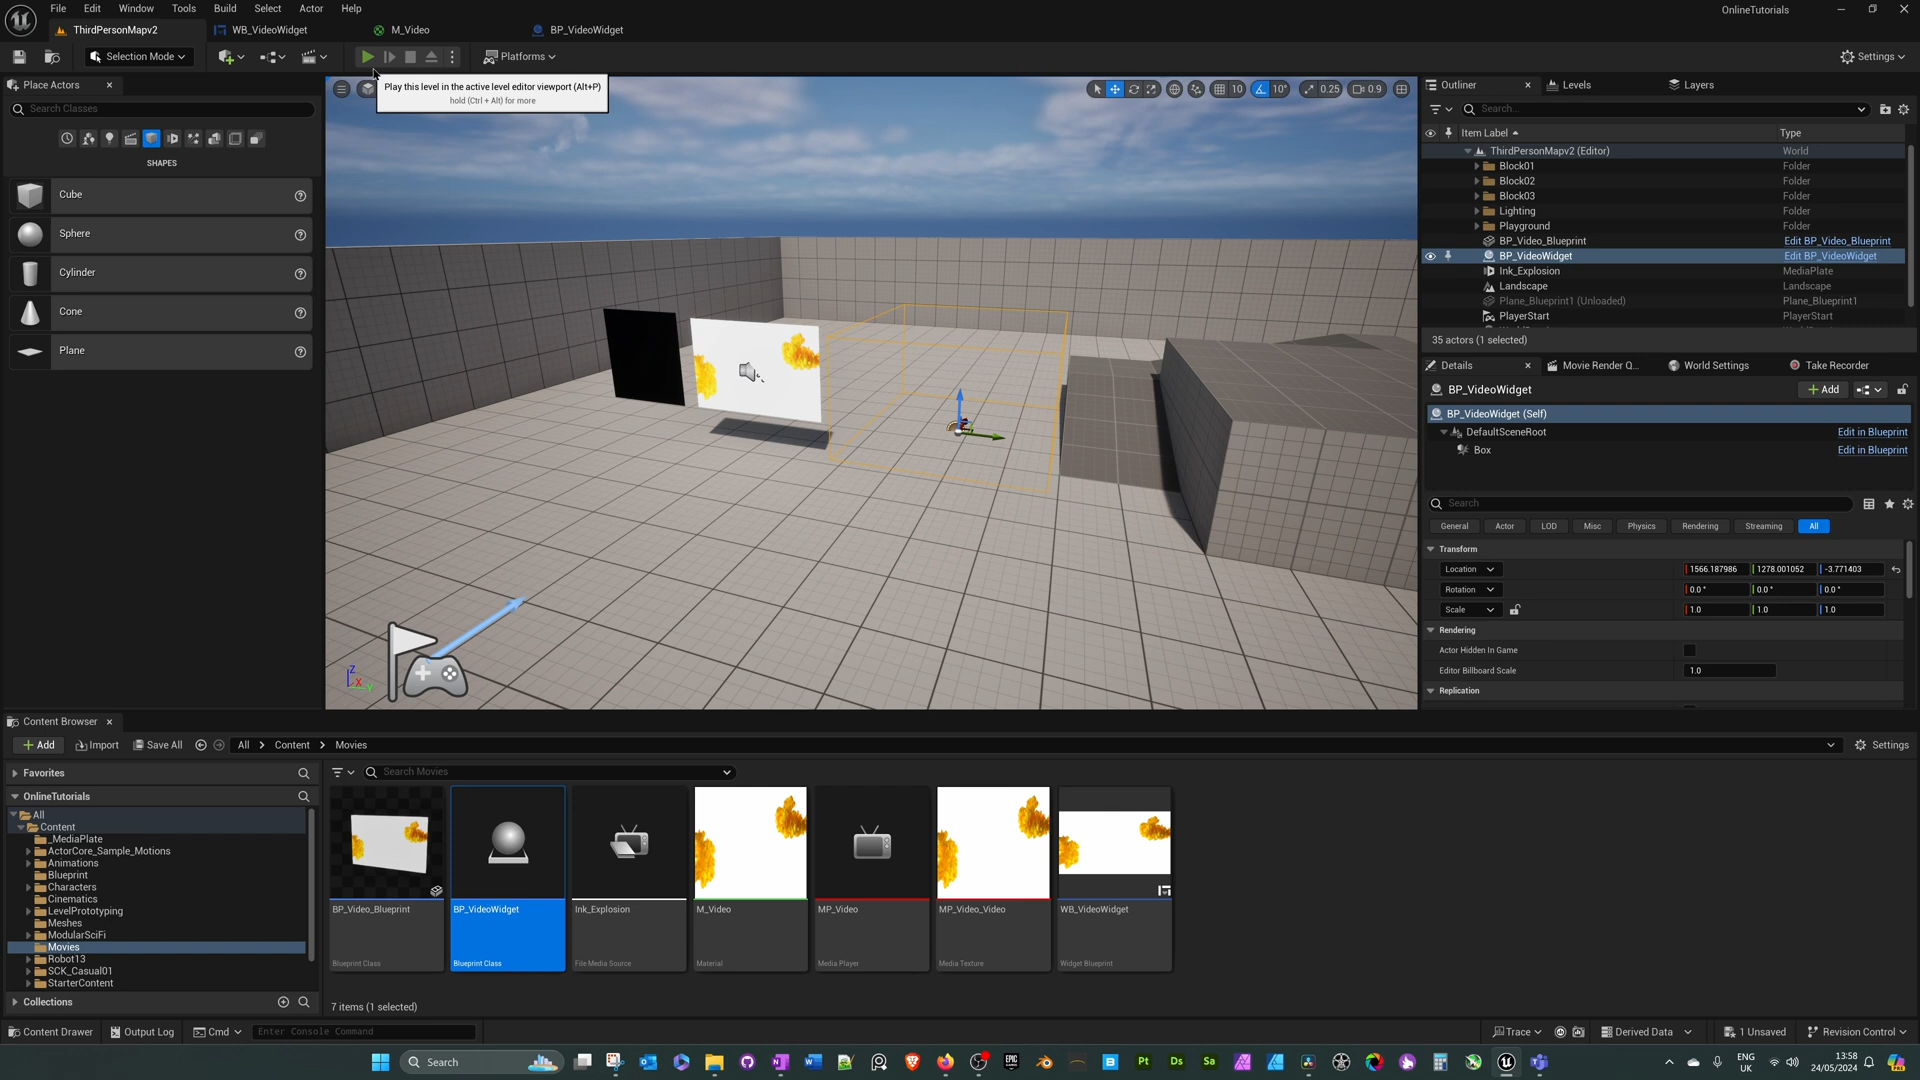 File Edit Window Tools Build Select Actor Help
OnlineTutorials
ThirdPersonMapv2 WB_VideoWidget M_Video BP_VideoWidget
Selection Mode Platforms Settings
Play this level in the active level editor viewport (Alt+P)
hold (Ctrl + Alt) for more
Place Actors
Search Classes
SHAPES
Cube
Sphere
Cylinder
Cone
Plane
10 10° 0.25 0.9
Outliner Levels Layers
Search...
Item Label Type
ThirdPersonMapv2 (Editor) World
Block01 Folder
Block02 Folder
Block03 Folder
Lighting Folder
Playground Folder
BP_Video_Blueprint Edit BP_Video_Blueprint
BP_VideoWidget Edit BP_VideoWidget
Ink_Explosion MediaPlate
Landscape Landscape
Plane_Blueprint1 (Unloaded) Plane_Blueprint1
PlayerStart PlayerStart
35 actors (1 selected)
Details Movie Render Q... World Settings Take Recorder
BP_VideoWidget Add
BP_VideoWidget (Self)
DefaultSceneRoot Edit in Blueprint
Box Edit in Blueprint
Search
General Actor LOD Misc Physics Rendering Streaming All
Transform
Location 1566.187986 1278.001052 -3.771403
Rotation 0.0° 0.0° 0.0°
Scale 1.0 1.0 1.0
Rendering
Actor Hidden In Game
Editor Billboard Scale 1.0
Replication
Z
X
Y
Content Browser
Add Import Save All All Content Movies Settings
Favorites
Search Movies
OnlineTutorials
All
Content
_MediaPlate
ActorCore_Sample_Motions
Animations
Blueprint
Characters
Cinematics
LevelPrototyping
Meshes
ModularSciFi
Movies
Robot13
SCK_Casual01
StarterContent
Collections
BP_Video_Blueprint BP_VideoWidget Ink_Explosion M_Video MP_Video MP_Video_Video WB_VideoWidget
Blueprint Class Blueprint Class File Media Source Material Media Player Media Texture Widget Blueprint
7 items (1 selected)
Content Drawer Output Log Cmd Enter Console Command Trace Derived Data 1 Unsaved Revision Control
Search
Pt Ds Sa
ENG
UK
13:58
24/05/2024